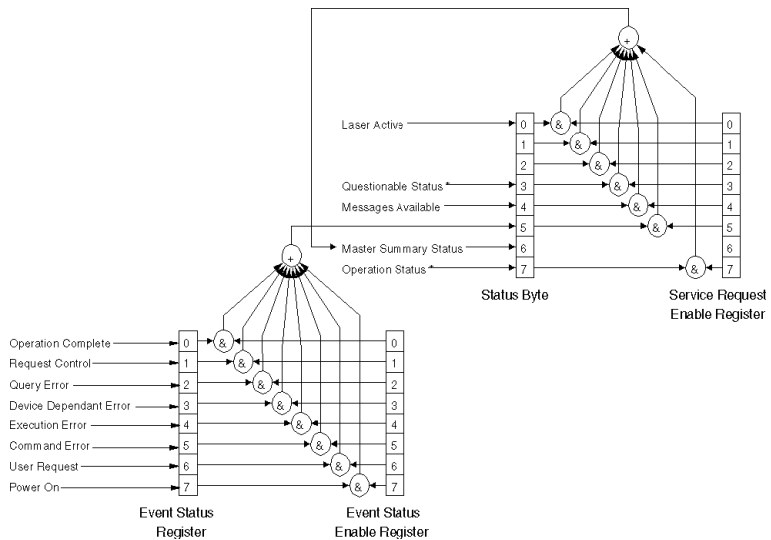 +
Laser Active 0 & 0
1 & 1
2 & 2
Questionable Status * 3 & 3
Messages Available 4 & 4
5 & 5
+ Master Summary Status 6 6
Operation Status * 7 & 7
Status Byte Service Request
Enable Register
Operation Complete 0 & 0
Request Control 1 & 1
Query Error 2 & 2
Device Dependant Error 3 & 3
Execution Error 4 & 4
Command Error 5 & 5
User Request 6 & 6
Power On 7 & 7
Event Status Event Status
Register Enable Register